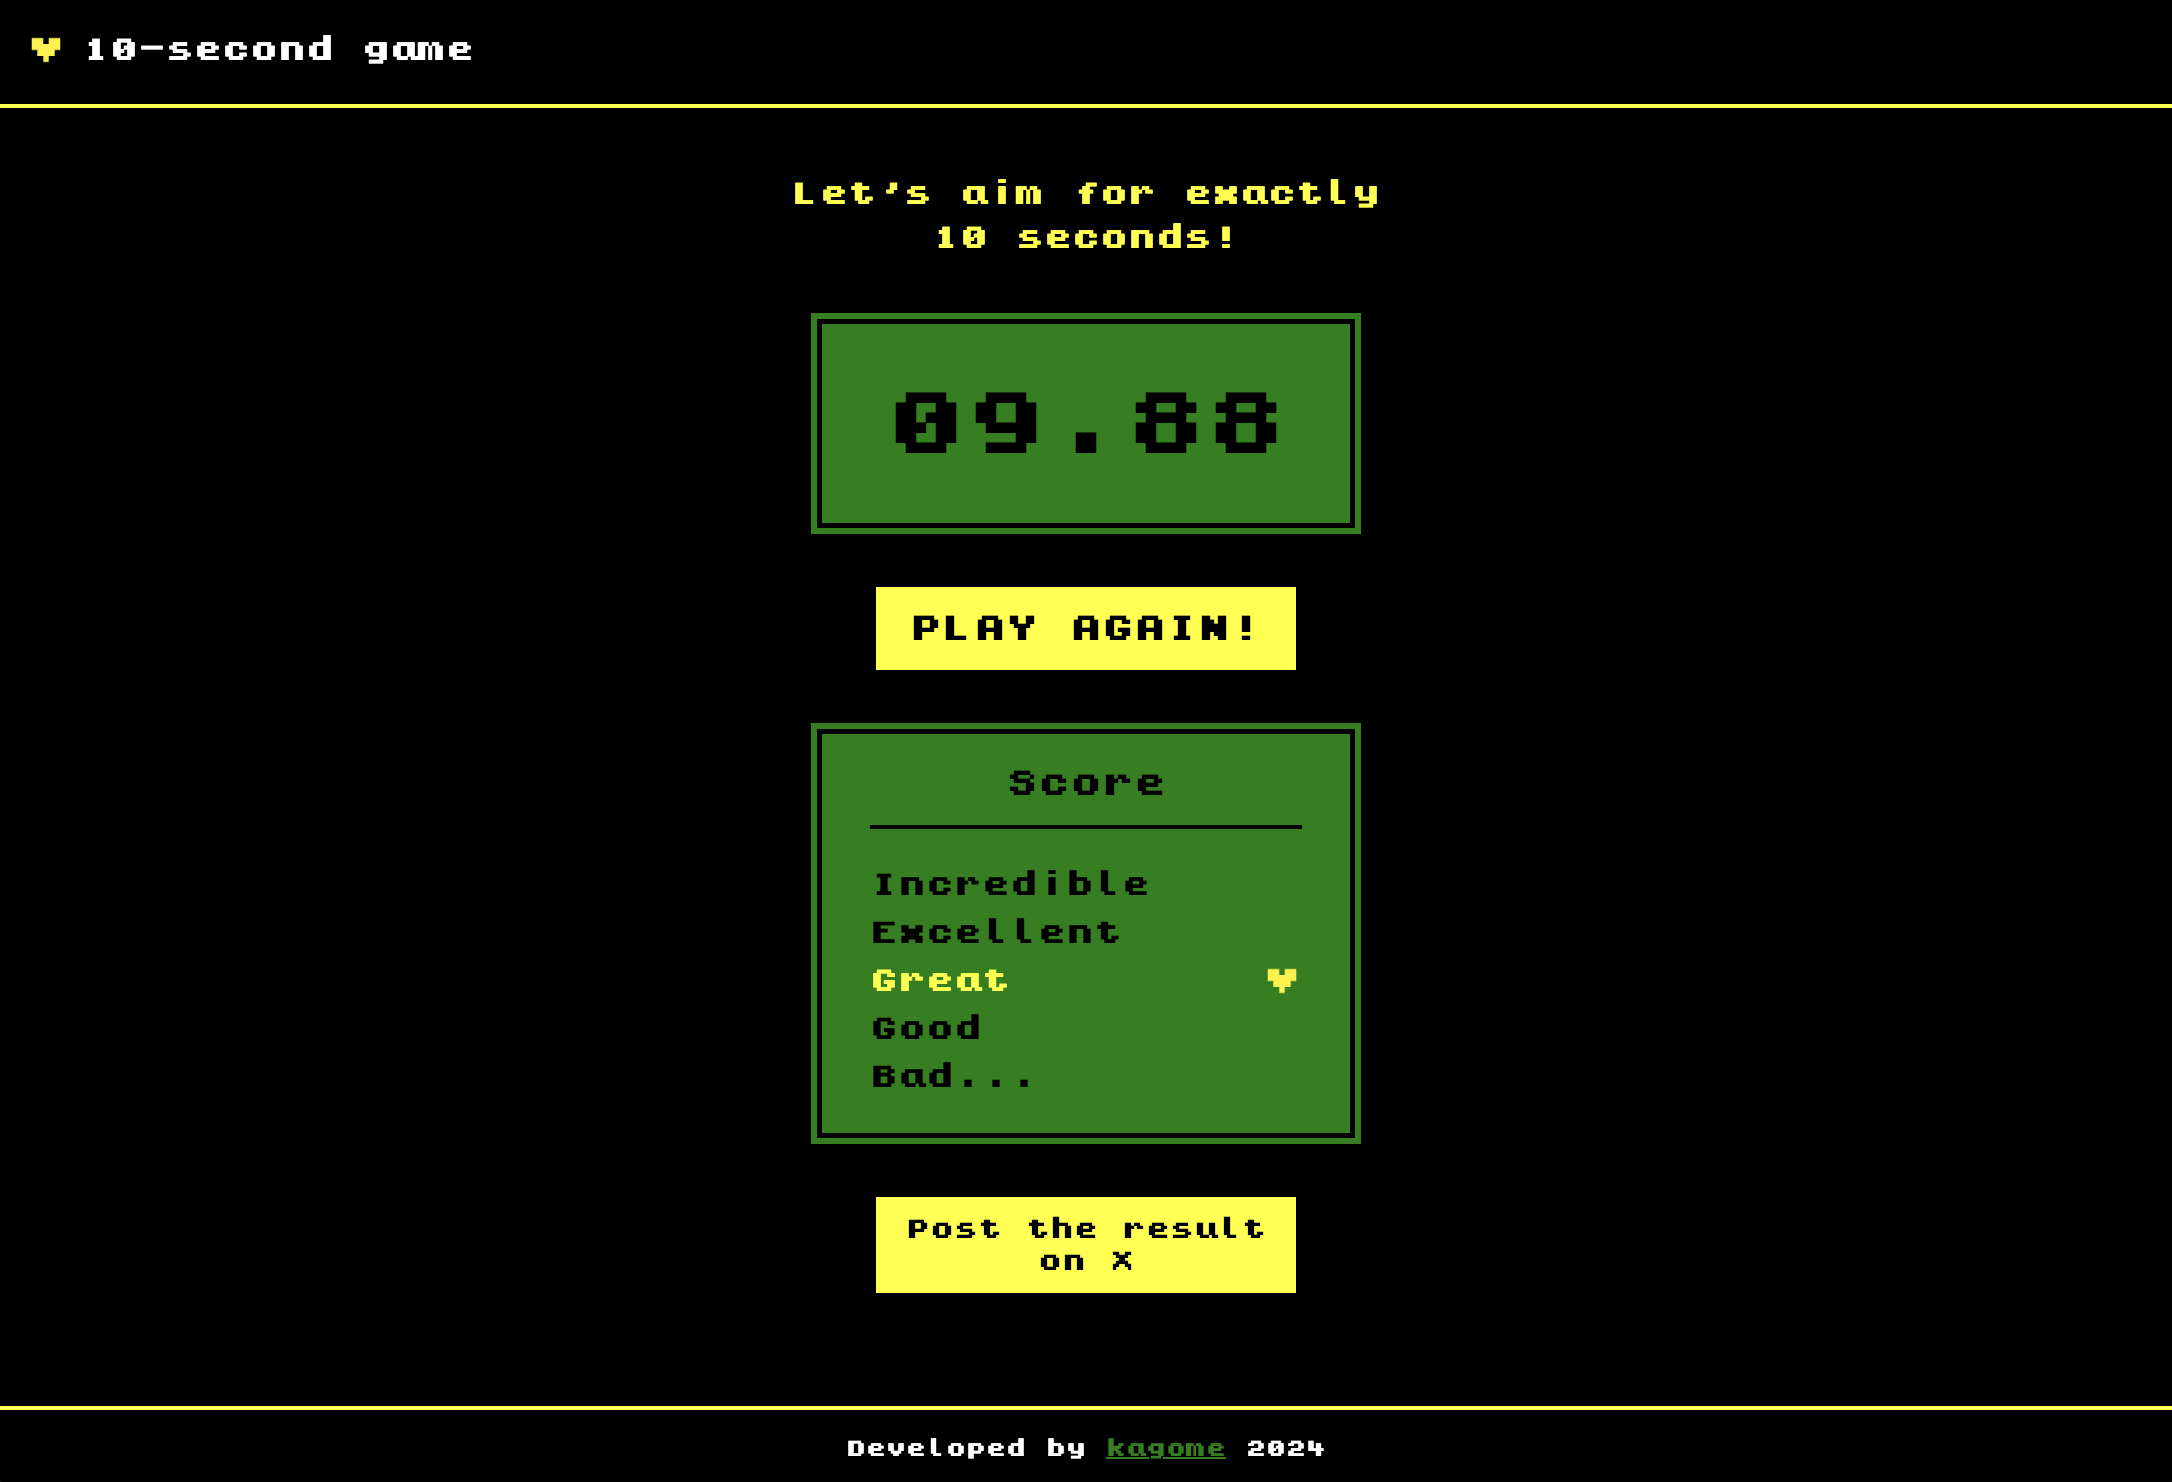 10-second game
Let's aim for exactly
10 seconds!
09.88
PLAY AGAIN!
Score
Incredible
Excellent
Great
Good
Bad...
Post the result
on X
Developed by kagome 2024